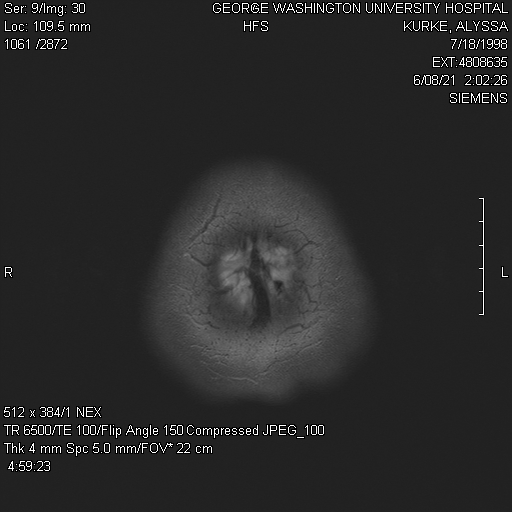 Ser: 9/Img: 30
Loc: 109.5 mm
1061 /2872
HFS
GEORGE WASHINGTON UNIVERSITY HOSPITAL
KURKE, ALYSSA
7/18/1998
EXT:4808635
6/08/21 2:02:26
SIEMENS
R
L
512 x 384/1 NEX
TR 6500/TE 100/Flip Angle 150 Compressed JPEG_100
Thk 4 mm Spc 5.0 mm/FOV* 22 cm
4:59:23